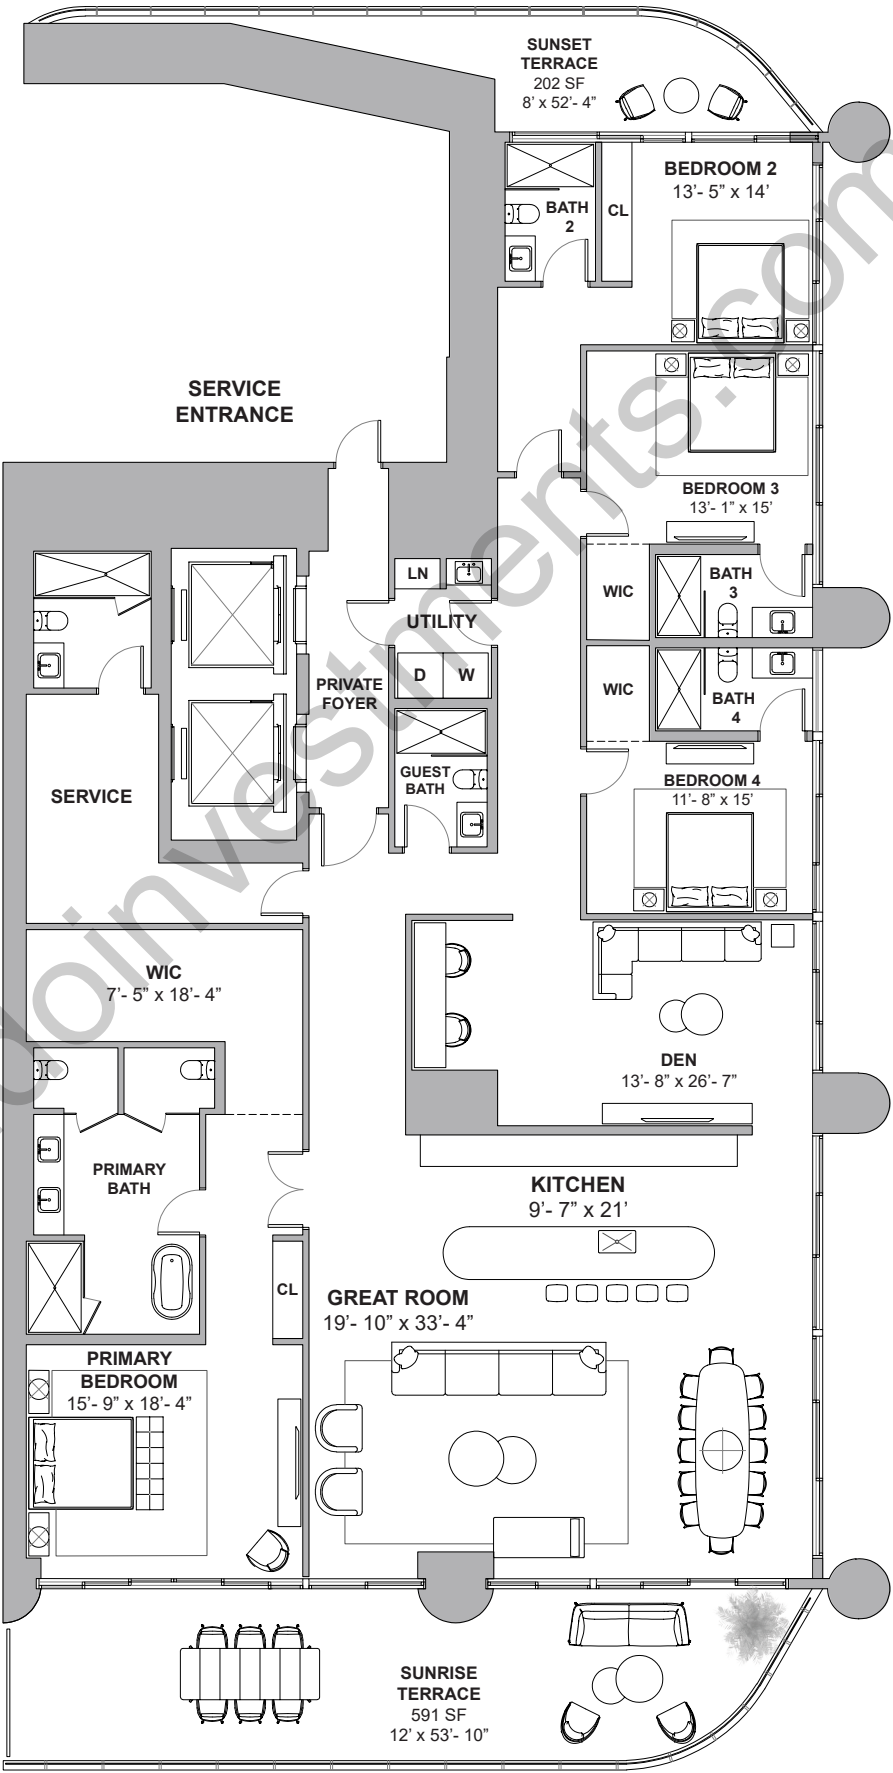 SUNSET
TERRACE
202 SF
8' x 52'- 4"
BEDROOM 2
13'- 5" x 14'
BATH
2
CL
SERVICE
ENTRANCE
BEDROOM 3
13'- 1" x 15'
LN
WIC
BATH
3
UTILITY
D
W
PRIVATE
FOYER
WIC
BATH
4
GUEST
BATH
SERVICE
BEDROOM 4
11'- 8" x 15'
WIC
7'- 5" x 18'- 4"
DEN
13'- 8" x 26'- 7"
PRIMARY
BATH
KITCHEN
9'- 7" x 21'
CL
GREAT ROOM
19'- 10" x 33'- 4"
PRIMARY
BEDROOM
15'- 9" x 18'- 4"
SUNRISE
TERRACE
591 SF
12' x 53'- 10"
doinvestments.com